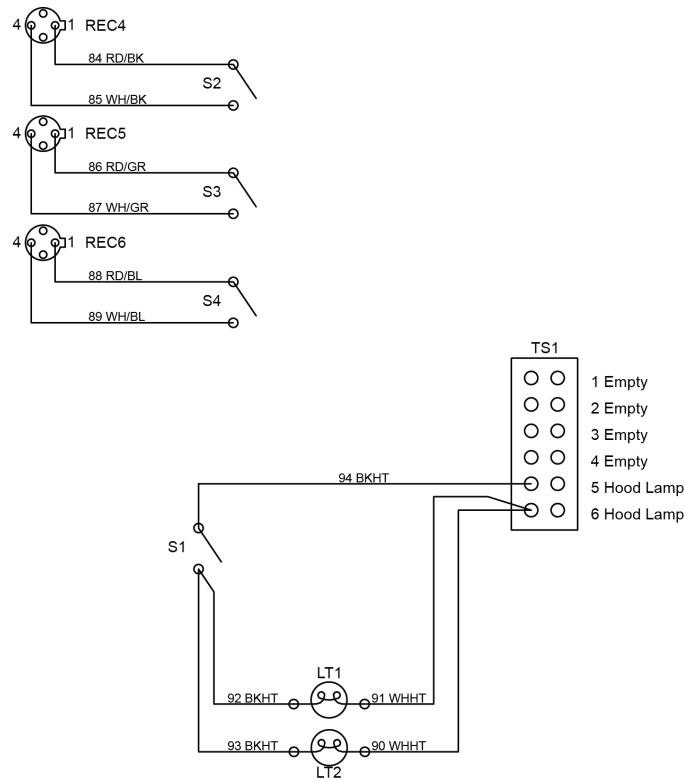 4 1 REC4
84 RD/BK
S2
85 WH/BK
4 1 REC5
86 RD/GR
S3
87 WH/GR
4 1 REC6
88 RD/BL
S4
89 WH/BL
TS1
1 Empty
2 Empty
3 Empty
4 Empty
94 BKHT
5 Hood Lamp
6 Hood Lamp
S1
LT1
92 BKHT
91 WHHT
93 BKHT
90 WHHT
LT2